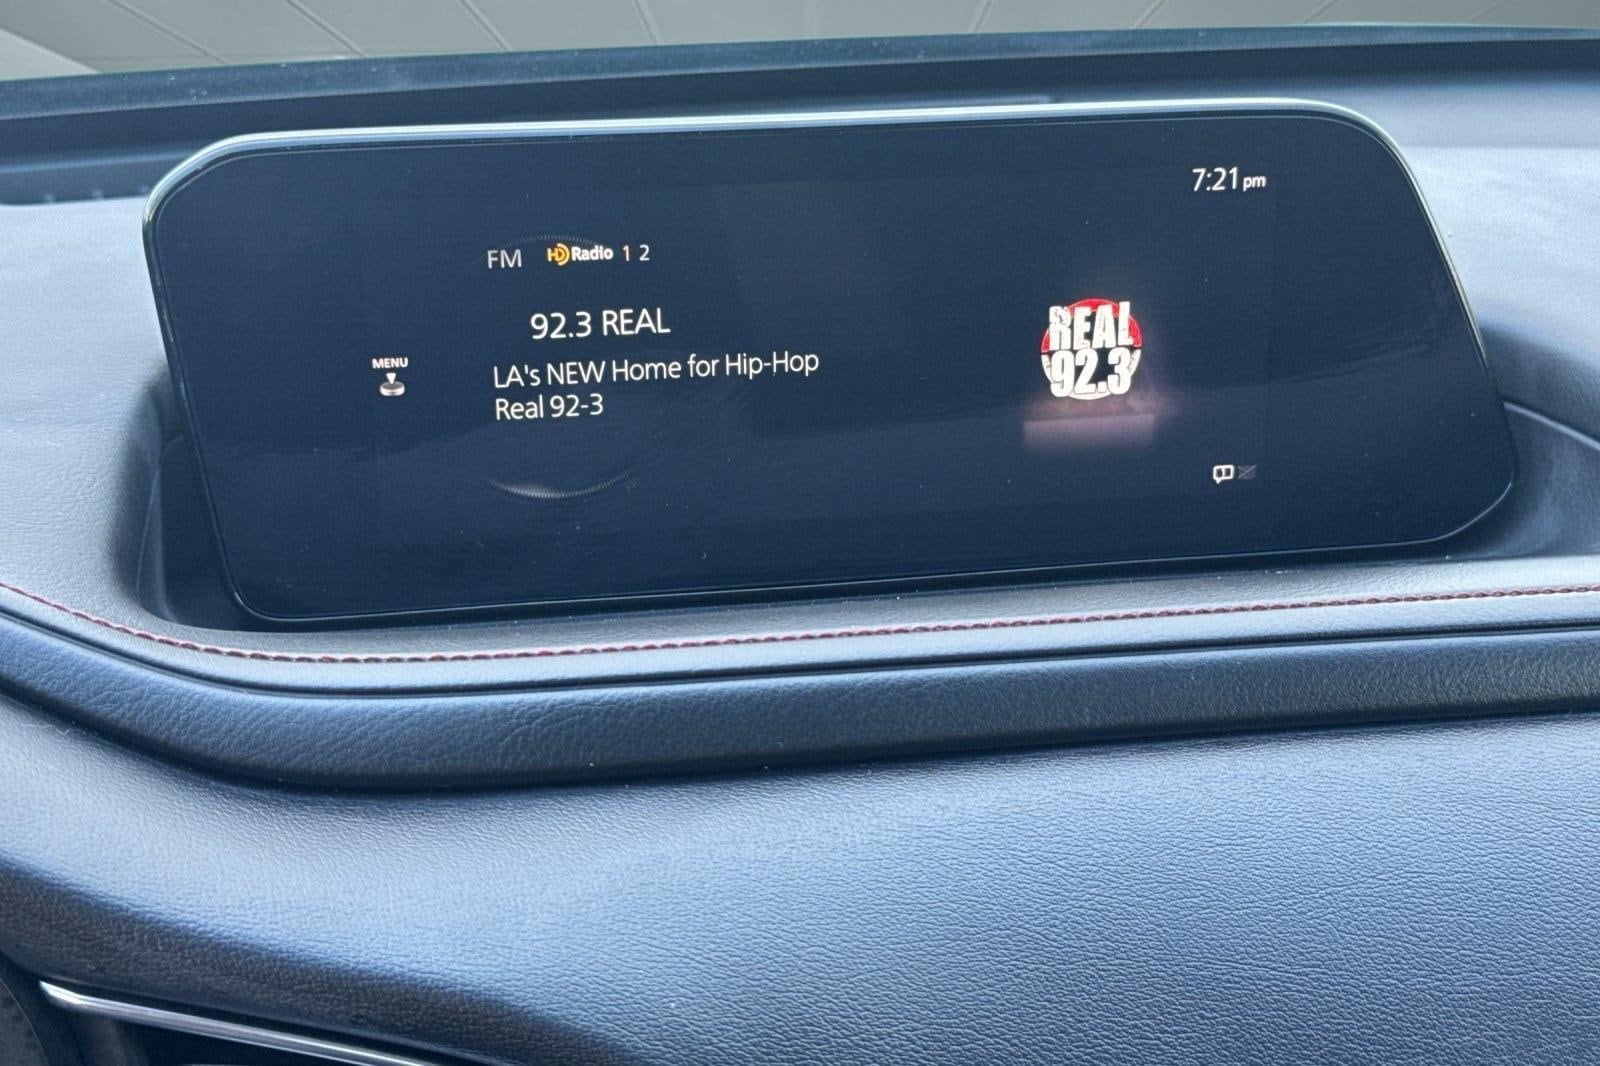 7:21 pm
FM HD Radio 1 2
92.3 REAL
MENU
LA's NEW Home for Hip-Hop
Real 92-3
REAL
92.3